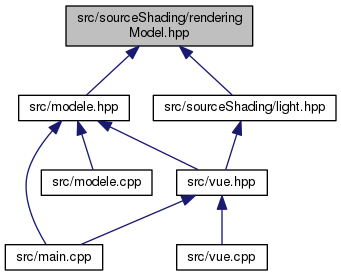 src/sourceShading/rendering
Model.hpp
src/modele.hpp
src/sourceShading/light.hpp
src/modele.cpp
src/vue.hpp
src/main.cpp
src/vue.cpp